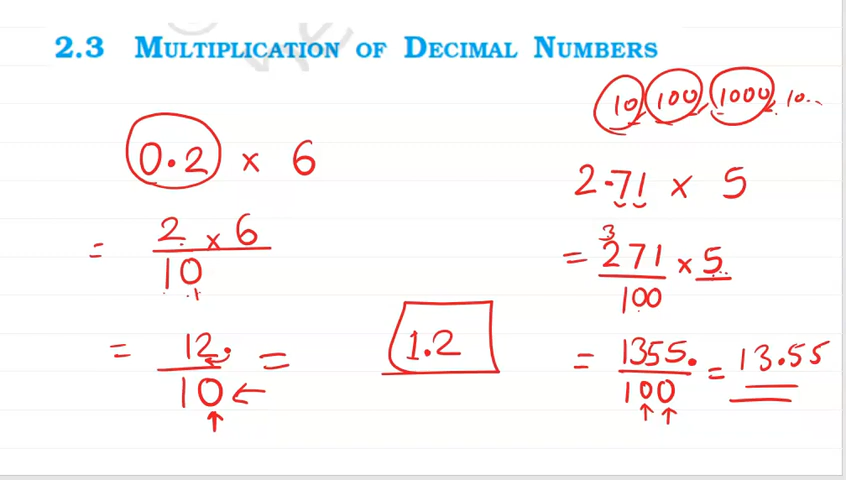 2.3 MULTIPLICATION OF DECIMAL NUMBERS
10 100 1000 10...
0.2 × 6
= 2 × 6
10
= 12. =
10
1.2
2.71 × 5
3
= 271 × 5
100
= 1355. = 13.55
100